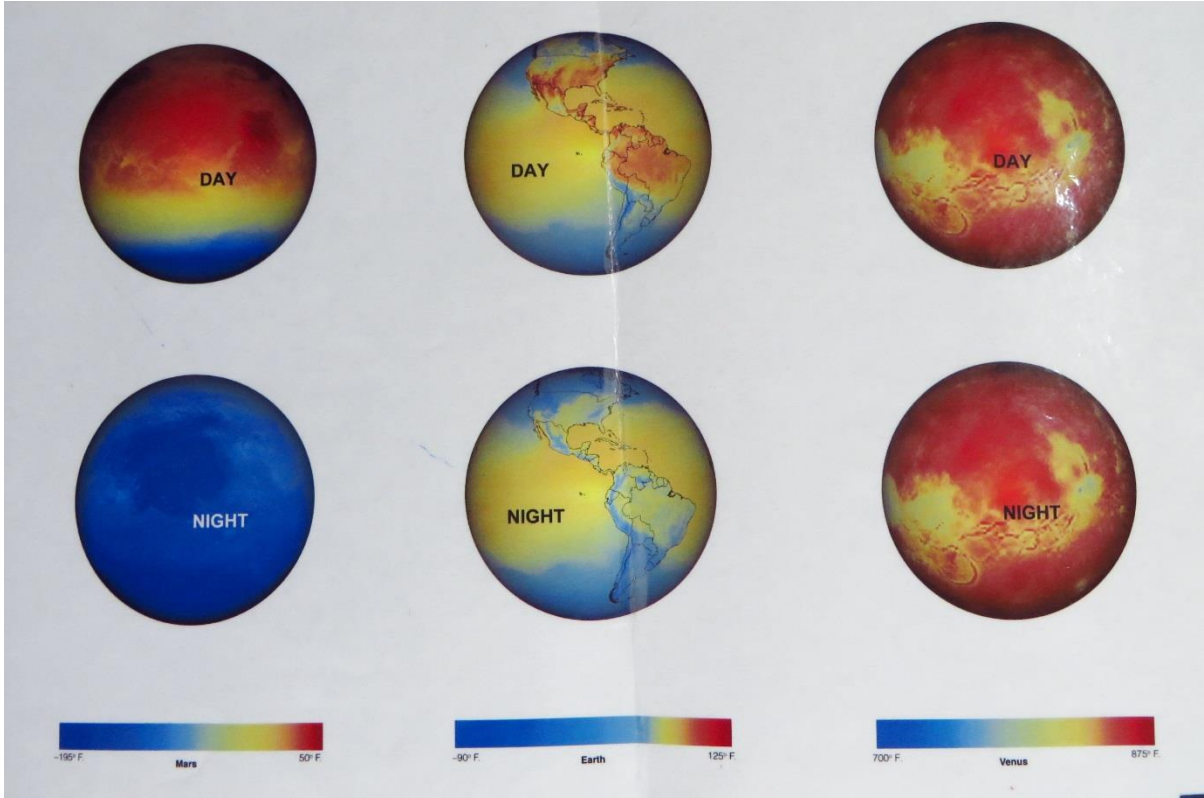 DAY
DAY
DAY
NIGHT
NIGHT
NIGHT
−195° F.
50° F.
Mars
−90° F.
125° F.
Earth
700° F.
875° F.
Venus